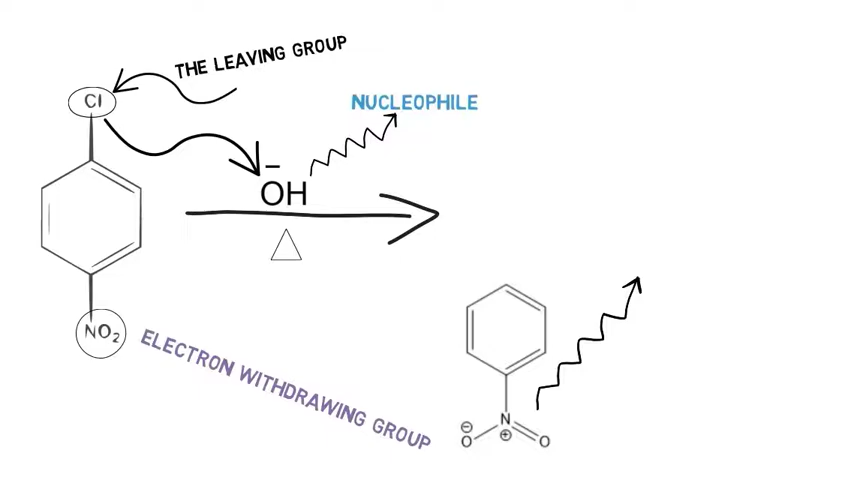 THE LEAVING GROUP
Cl
NUCLEOPHILE
−
OH
△
NO₂
ELECTRON WITHDRAWING GROUP
N
⊖
⊕
O
O